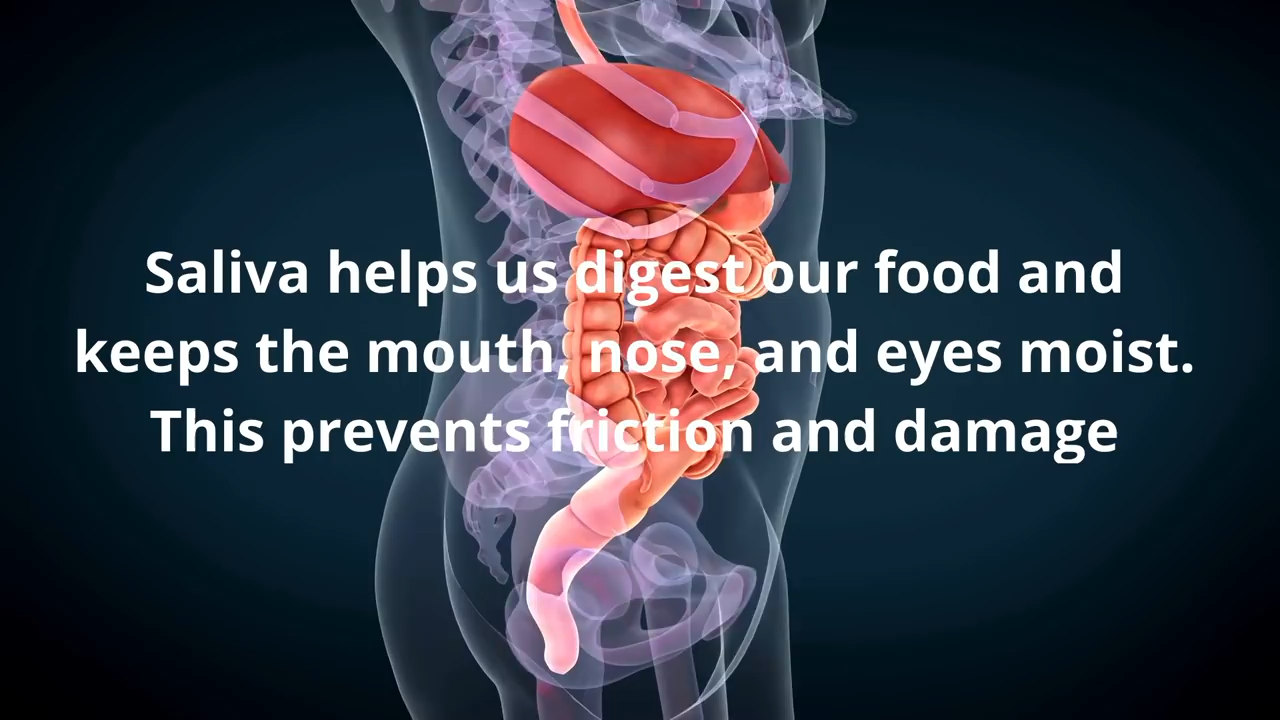 Saliva helps us digest our food and
keeps the mouth, nose, and eyes moist.
This prevents friction and damage